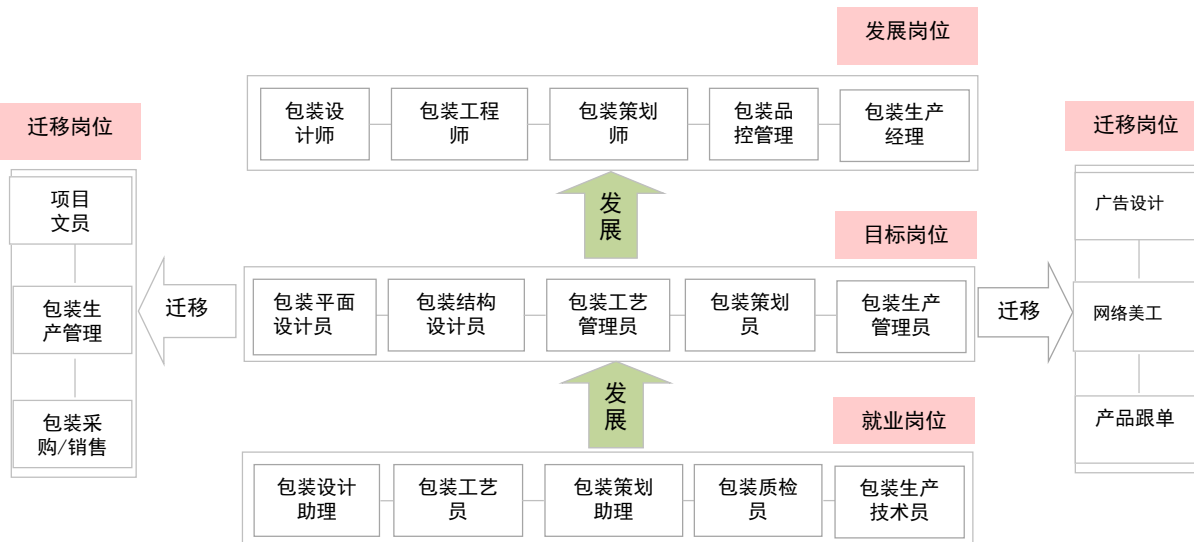 发展岗位
包装设
计师
包装工程
师
包装策划
师
包装品
控管理
包装生产
经理
迁移岗位
项目
文员
包装生
产管理
包装采
购/销售
迁移
发
展
目标岗位
包装平面
设计员
包装结构
设计员
包装工艺
管理员
包装策划
员
包装生产
管理员
迁移
迁移岗位
广告设计
网络美工
产品跟单
发
展
就业岗位
包装设计
助理
包装工艺
员
包装策划
助理
包装质检
员
包装生产
技术员